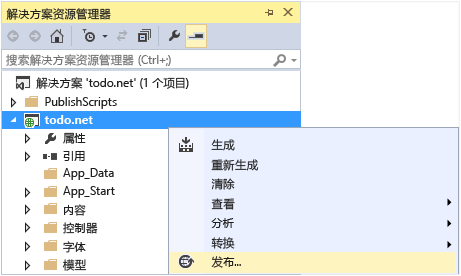 解决方案资源管理器
搜索解决方案资源管理器 (Ctrl+;)
解决方案 'todo.net' (1 个项目)
PublishScripts
todo.net
属性
引用
App_Data
App_Start
内容
控制器
字体
模型
生成
重新生成
清除
查看
分析
转换
发布...